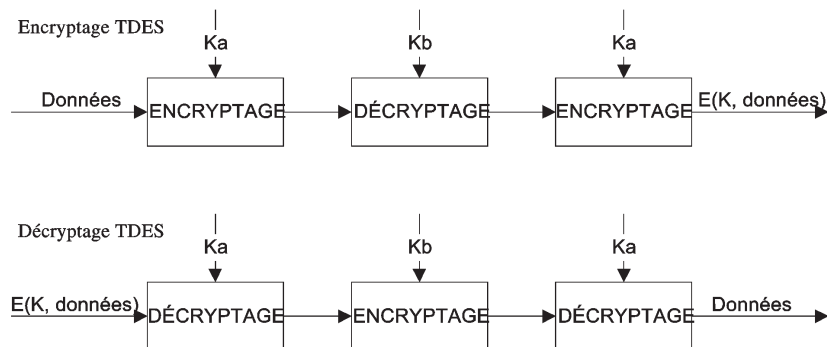 Encryptage TDES
Ka
Kb
Ka
Données
ENCRYPTAGE
DÉCRYPTAGE
ENCRYPTAGE
E(K, données)
Décryptage TDES
Ka
Kb
Ka
E(K, données)
DÉCRYPTAGE
ENCRYPTAGE
DÉCRYPTAGE
Données